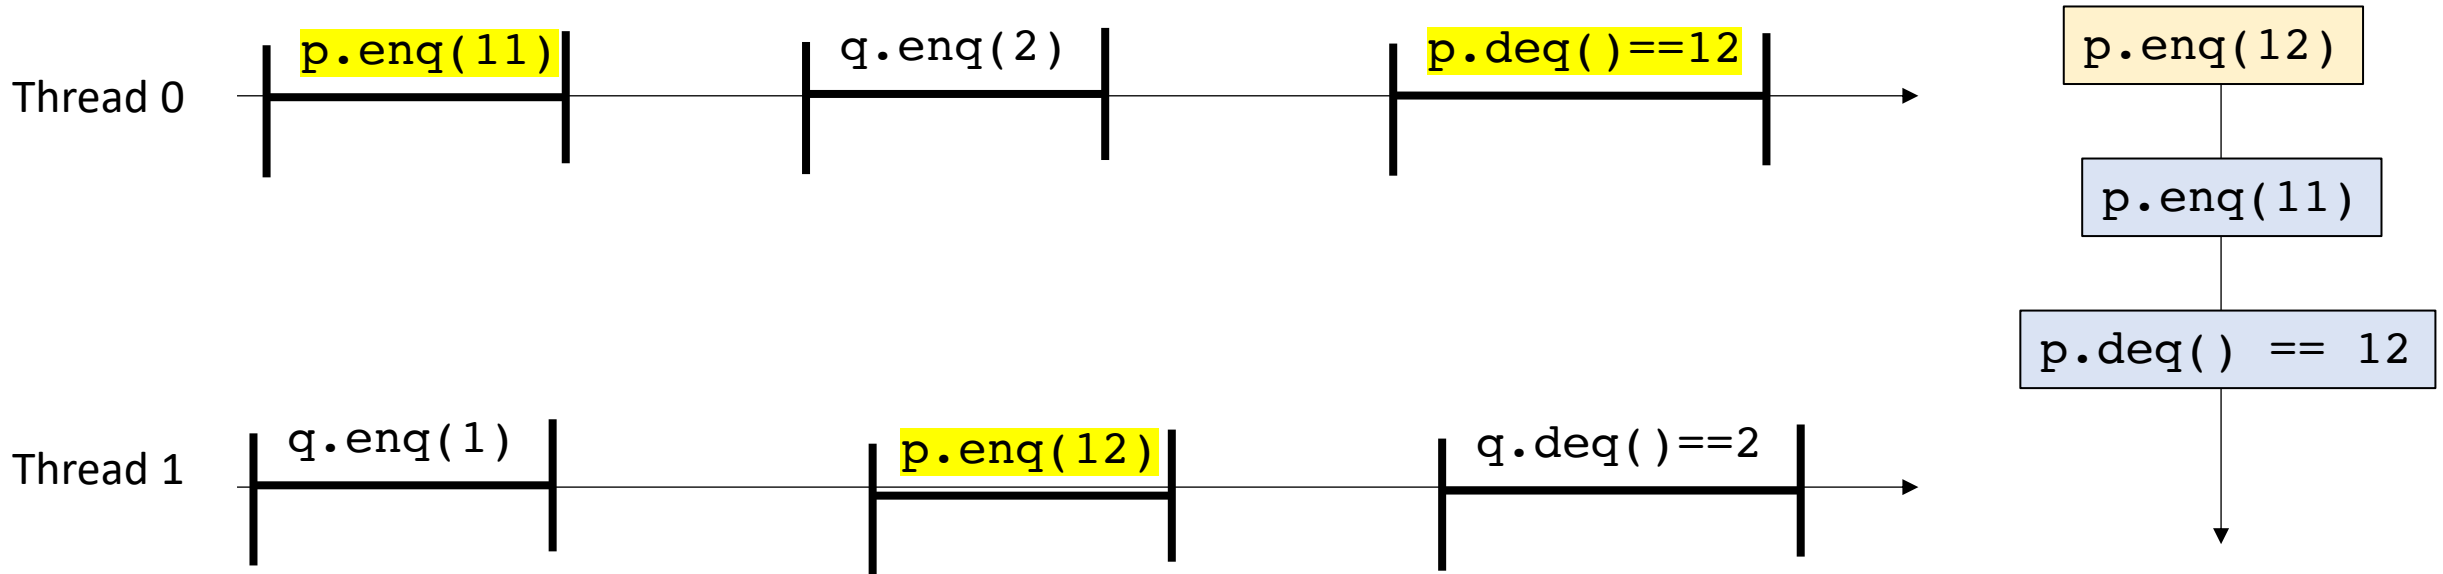 Thread 0
p.enq(11)
q.enq(2)
p.deq()==12
Thread 1
q.enq(1)
p.enq(12)
q.deq()==2
p.enq(12)
p.enq(11)
p.deq() == 12